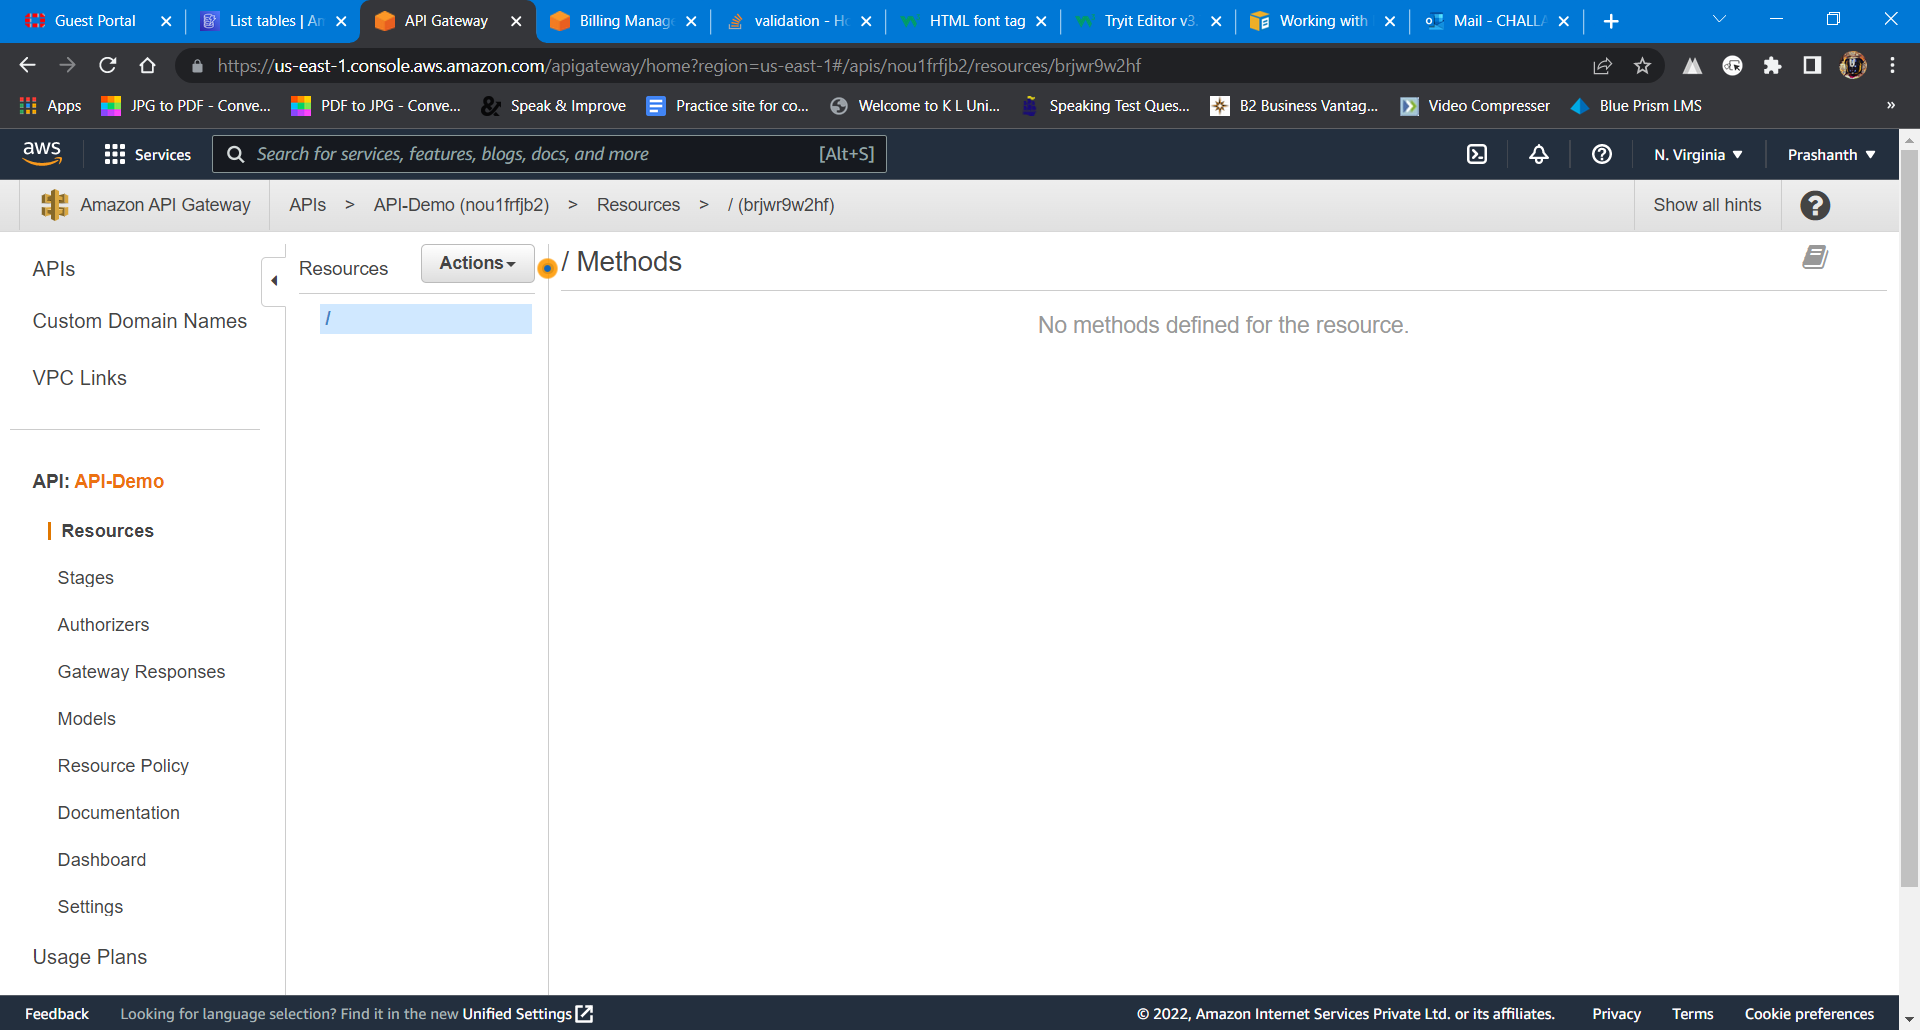 Guest Portal
List tables | Am
API Gateway
Billing Manage
validation - Ho
HTML font tag
Tryit Editor v3.
Working with
Mail - CHALLA
https://us-east-1.console.aws.amazon.com/apigateway/home?region=us-east-1#/apis/nou1frfjb2/resources/brjwr9w2hf
Apps
JPG to PDF - Conve...
PDF to JPG - Conve...
Speak & Improve
Practice site for co...
Welcome to K L Uni...
Speaking Test Ques...
B2 Business Vantag...
Video Compresser
Blue Prism LMS
»
aws
Services
Search for services, features, blogs, docs, and more
[Alt+S]
N. Virginia
Prashanth
Amazon API Gateway
APIs > API-Demo (nou1frfjb2) > Resources > / (brjwr9w2hf)
Show all hints
APIs
Custom Domain Names
VPC Links
API: API-Demo
Resources
Stages
Authorizers
Gateway Responses
Models
Resource Policy
Documentation
Dashboard
Settings
Usage Plans
Resources
Actions
/
/ Methods
No methods defined for the resource.
Feedback
Looking for language selection? Find it in the new Unified Settings
© 2022, Amazon Internet Services Private Ltd. or its affiliates.
Privacy
Terms
Cookie preferences